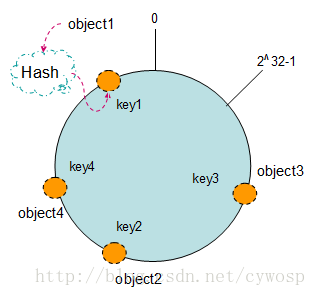 0
object1
2^32-1
Hash
key1
key4
key3
object3
object4
key2
object2
http://blog.csdn.net/cywosp